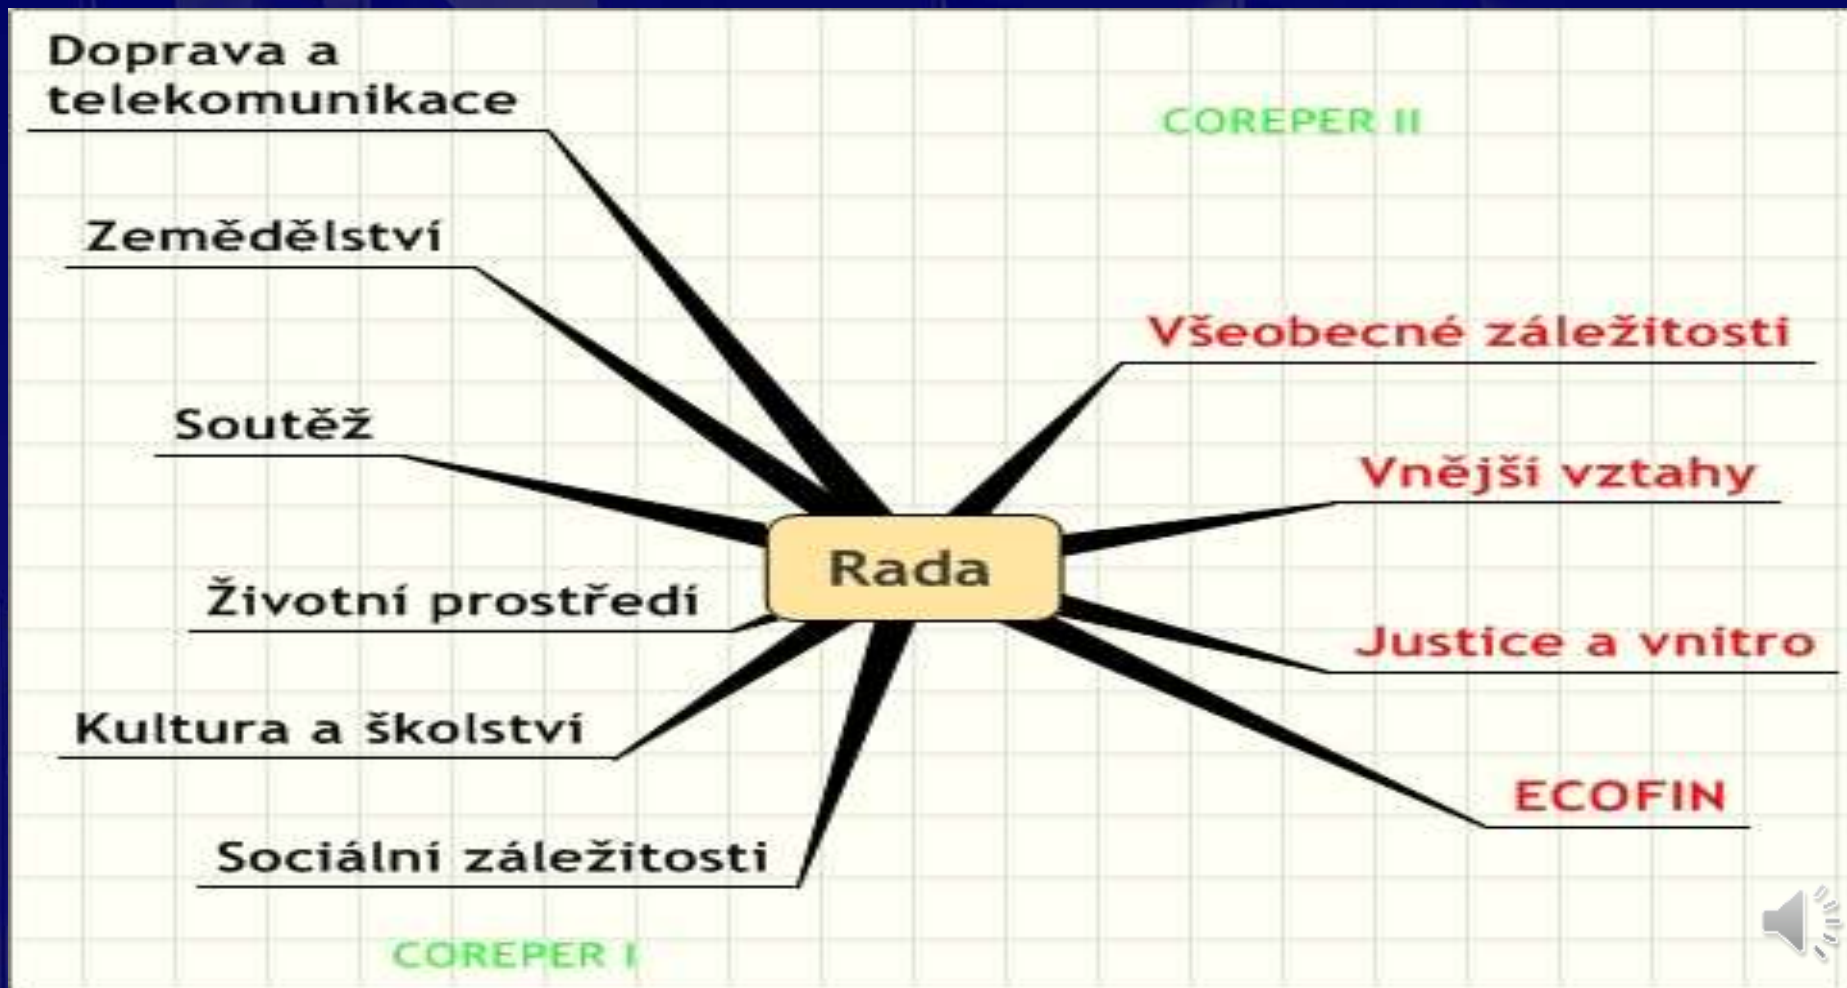 Doprava a
telekomunikace
Zemědělství
Soutěž
Životní prostředí
Kultura a školství
Sociální záležitosti
COREPER I
Rada
COREPER II
Všeobecné záležitosti
Vnější vztahy
Justice a vnitro
ECOFIN